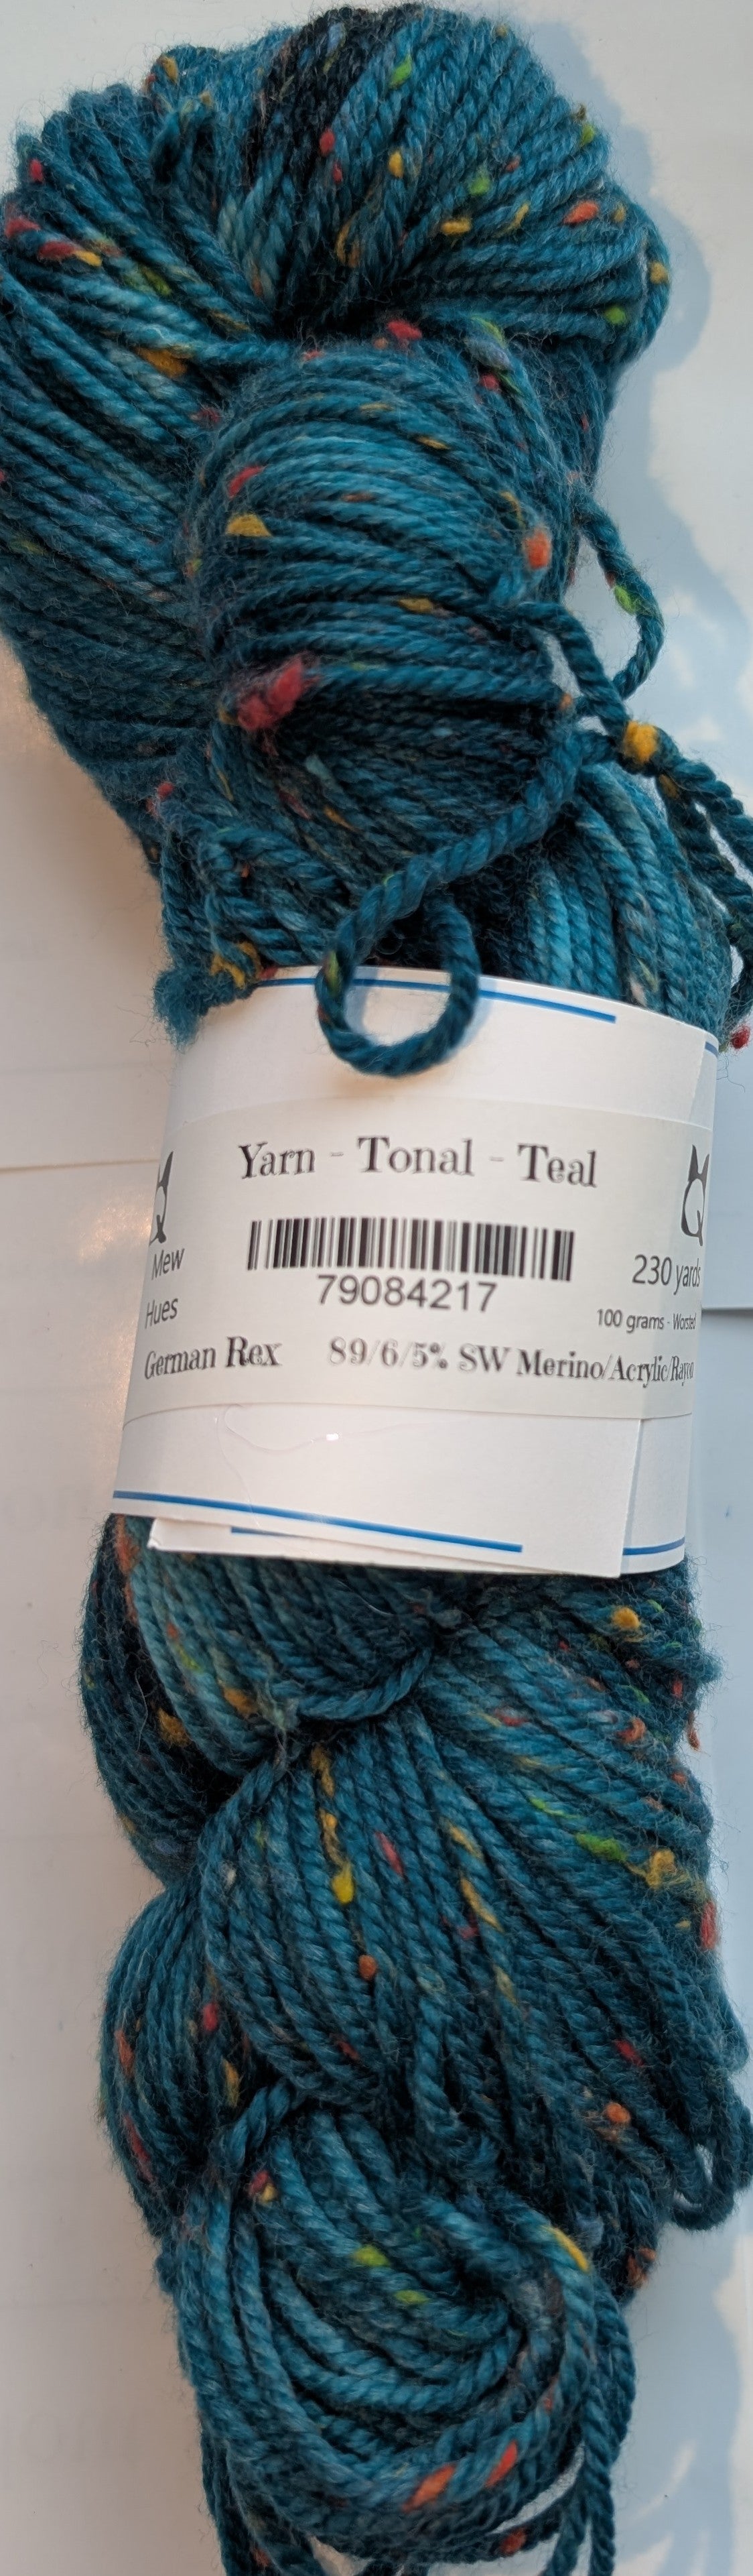 Yarn - Tonal - Teal
79084217
Mew
Hues
230 yards
100 grams - Worsted
German Rex 89/6/5% SW Merino/Acrylic/Rayo